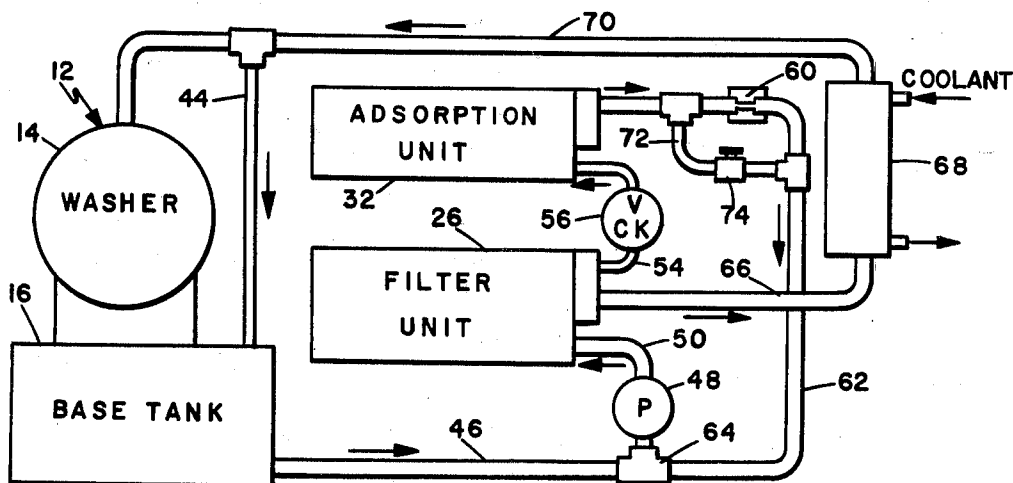 70
12
44
60
COOLANT
14
ADSORPTION
UNIT
72
68
WASHER
32
74
56
V
CK
26
54
16
FILTER
UNIT
66
50
48
62
BASE TANK
P
46
64